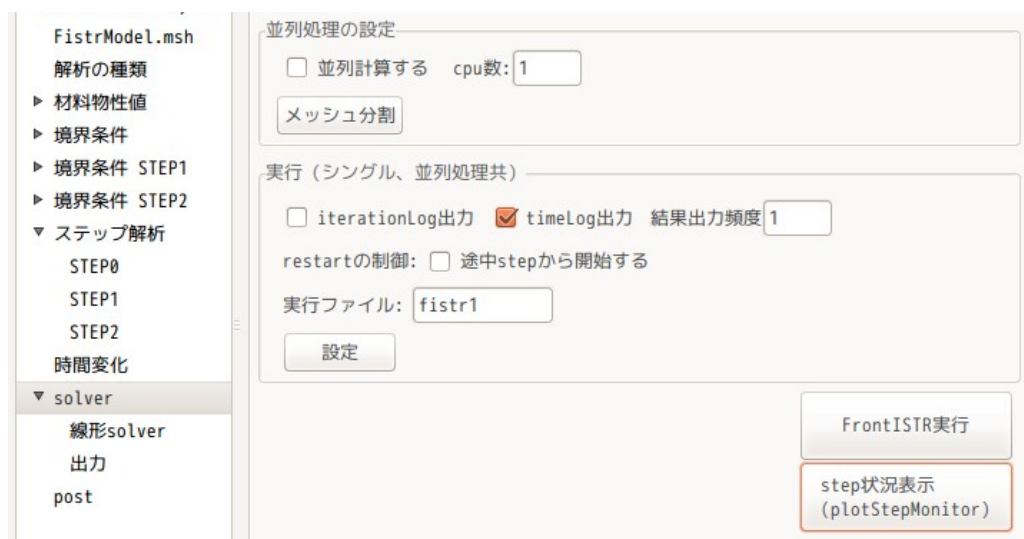 FistrModel.msh
解析の種類
材料物性値
境界条件
境界条件 STEP1
境界条件 STEP2
ステップ解析
STEP0
STEP1
STEP2
時間変化
solver
線形solver
出力
post
並列処理の設定
並列計算する cpu数: 1
メッシュ分割
実行（シングル、並列処理共）
iterationLog出力 timeLog出力 結果出力頻度 1
restartの制御: 途中stepから開始する
実行ファイル: fistr1
設定
FrontISTR実行
step状況表示
(plotStepMonitor)